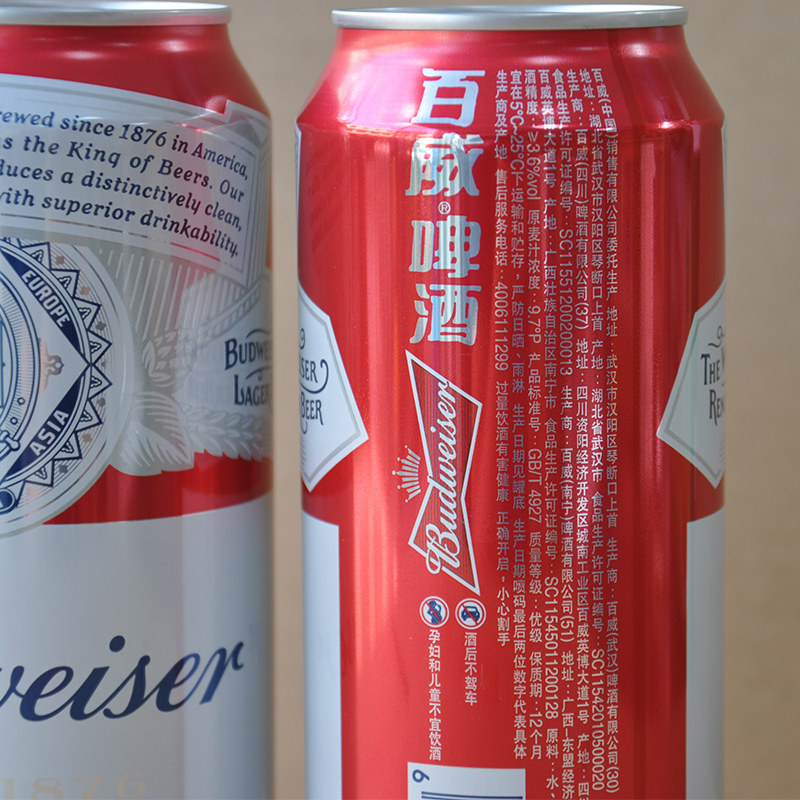 rewed since 1876 in America,
as the King of Beers. Our
duces a distinctively clean,
with superior drinkability.
EUROPE
ASIA
BUDWE
LAGE
weiser
1876
百威®啤酒
Budweiser
酒后不驾车
孕妇和儿童不宜饮酒
百威(中国)销售有限公司委托生产 地址:武汉市汉阳区琴断口上首 生产商:百威(武汉)啤酒有限公司(30)
地址:湖北省武汉市汉阳区琴断口上首 产地:湖北省武汉市 食品生产许可证编号:SC11542010500020
生产商:百威(四川)啤酒有限公司(37) 地址:四川资阳经济开发区城南工业区百威英博大道1号 产地:四川
食品生产许可证编号:SC11551200200013 生产商:百威(南宁)啤酒有限公司(51) 地址:广西-东盟经济
百威英博大道1号 产地:广西壮族自治区南宁市 食品生产许可证编号:SC11545011200128 原料:水、
酒精度:≥3.6%vol 原麦汁浓度:9.7°P 产品标准号:GB/T 4927 质量等级:优级 保质期:12个月
宜在5℃~25℃下运输和贮存,严防日晒、雨淋 生产日期见罐底 生产日期喷码最后两位数字代表具体
生产商及产地 售后服务电话:4006111299 过量饮酒有害健康 正确开启,小心割手
EISER
BEER
THE
REN
6